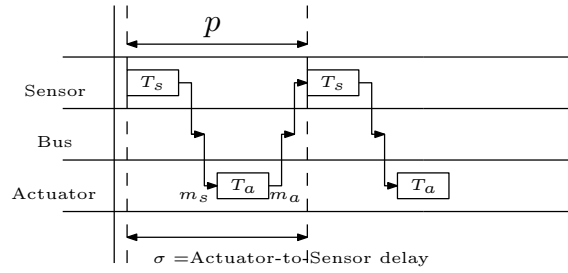 p
Sensor
T_s
T_s
Bus
Actuator
m_s
T_a
m_a
T_a
σ =Actuator-to-Sensor delay